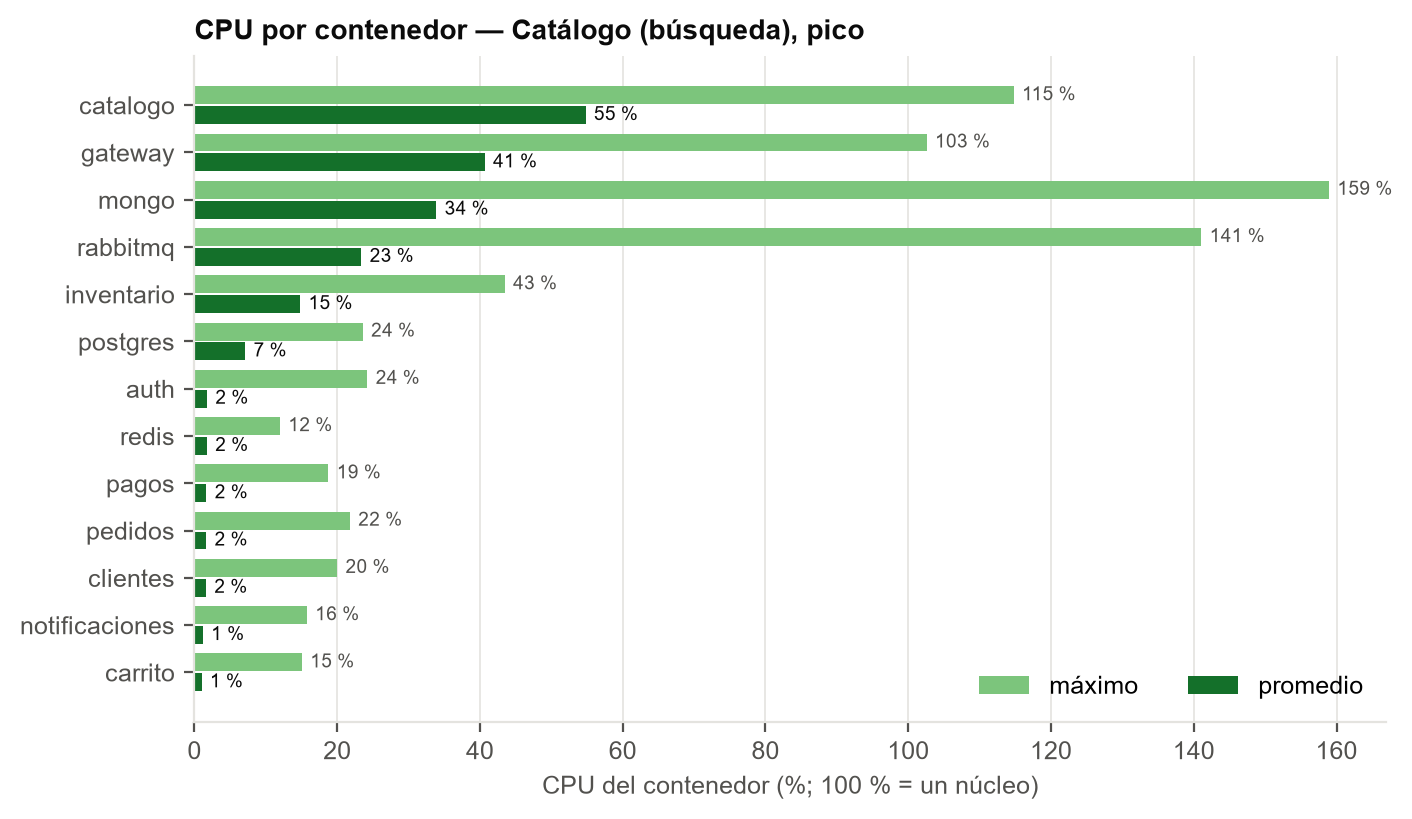 CPU por contenedor — Catálogo (búsqueda), pico
catalogo 115 % 55 %
gateway 103 % 41 %
mongo 159 % 34 %
rabbitmq 141 % 23 %
inventario 43 % 15 %
postgres 24 % 7 %
auth 24 % 2 %
redis 12 % 2 %
pagos 19 % 2 %
pedidos 22 % 2 %
clientes 20 % 2 %
notificaciones 16 % 1 %
carrito 15 % 1 %
máximo promedio
0 20 40 60 80 100 120 140 160
CPU del contenedor (%; 100 % = un núcleo)